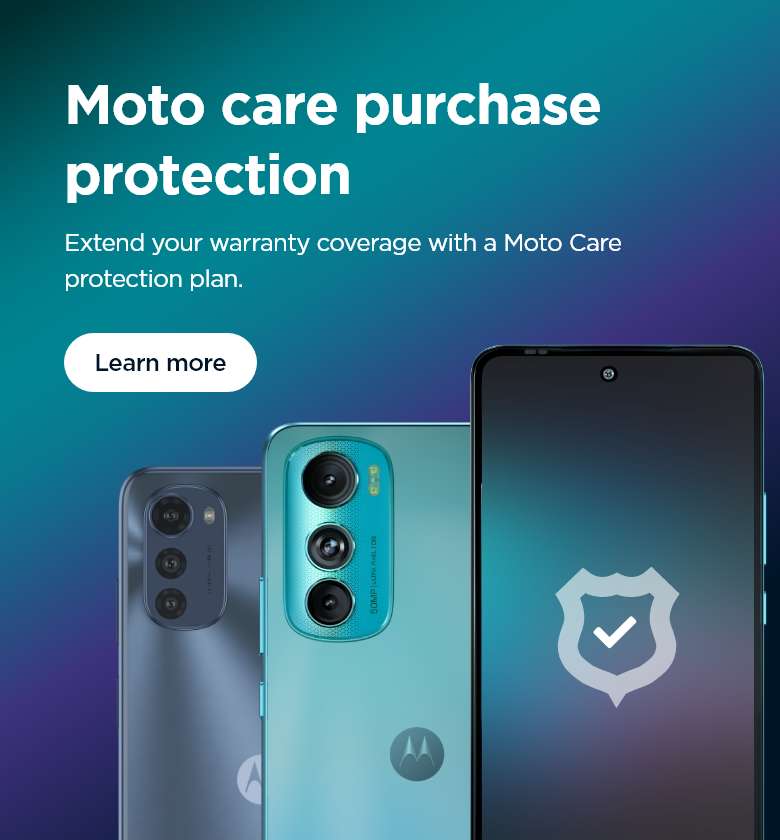 Moto care purchase
protection
Extend your warranty coverage with a Moto Care
protection plan.
Learn more
50MP